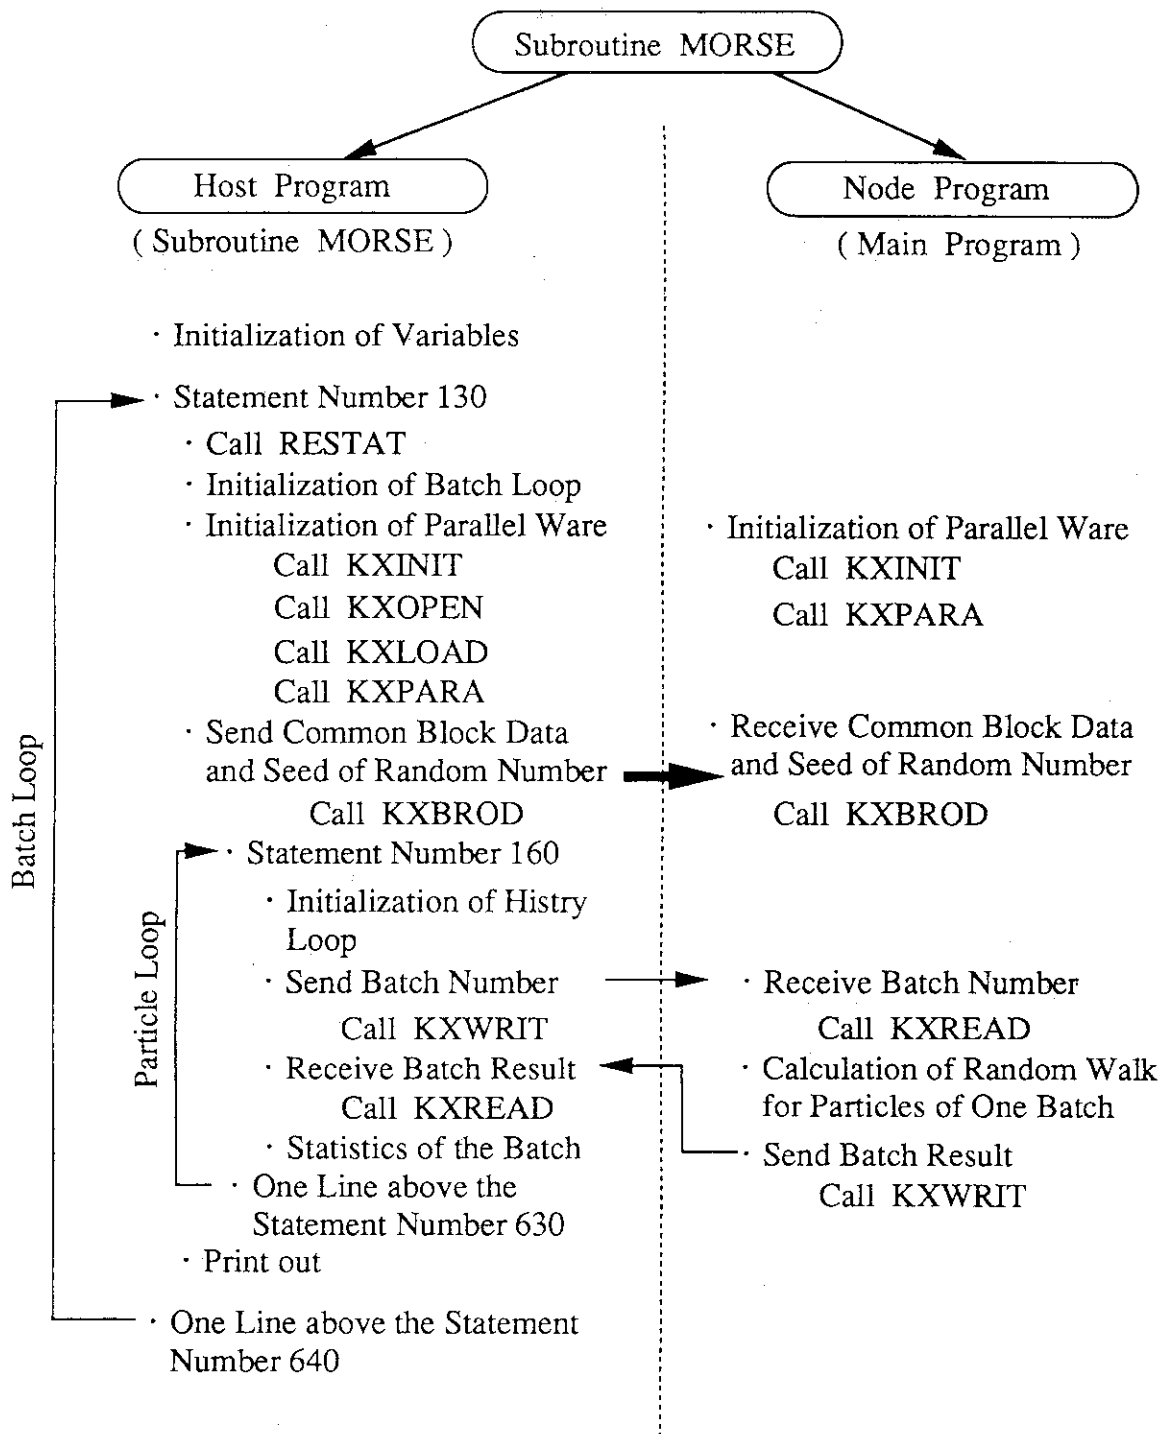 Subroutine MORSE
Host Program
( Subroutine MORSE )
Node Program
( Main Program )
· Initialization of Variables
· Statement Number 130
· Call RESTAT
· Initialization of Batch Loop
· Initialization of Parallel Ware
Call KXINIT
Call KXOPEN
Call KXLOAD
Call KXPARA
· Send Common Block Data
and Seed of Random Number
Call KXBROD
· Statement Number 160
· Initialization of Histry
Loop
· Send Batch Number
Call KXWRIT
· Receive Batch Result
Call KXREAD
· Statistics of the Batch
· One Line above the
Statement Number 630
· Print out
· One Line above the Statement
Number 640
Batch Loop
Particle Loop
· Initialization of Parallel Ware
Call KXINIT
Call KXPARA
· Receive Common Block Data
and Seed of Random Number
Call KXBROD
· Receive Batch Number
Call KXREAD
· Calculation of Random Walk
for Particles of One Batch
· Send Batch Result
Call KXWRIT